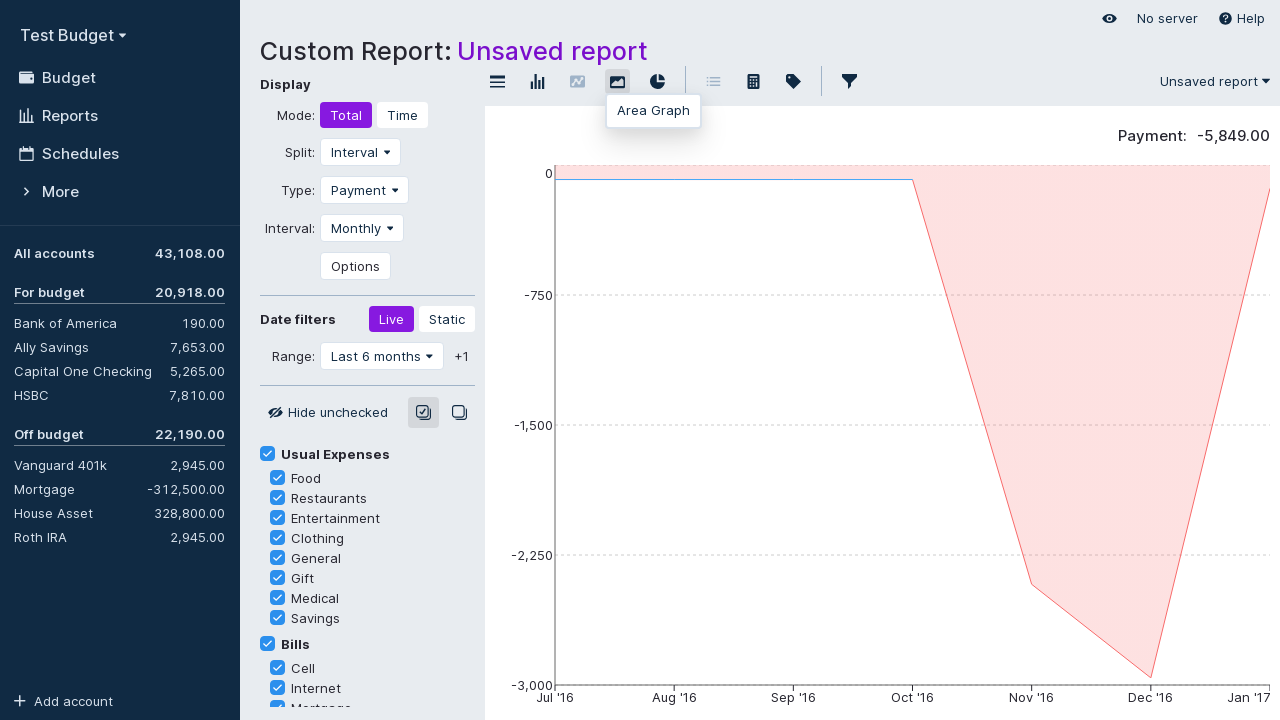 Test Budget
Budget
Reports
Schedules
More
All accounts 43,108.00
For budget 20,918.00
Bank of America 190.00
Ally Savings 7,653.00
Capital One Checking 5,265.00
HSBC 7,810.00
Off budget 22,190.00
Vanguard 401k 2,945.00
Mortgage -312,500.00
House Asset 328,800.00
Roth IRA 2,945.00
Add account
No server Help
Custom Report: Unsaved report
Display
Mode: Total Time
Split: Interval
Type: Payment
Interval: Monthly
Options
Date filters Live Static
Range: Last 6 months +1
Hide unchecked
Usual Expenses
Food
Restaurants
Entertainment
Clothing
General
Gift
Medical
Savings
Bills
Cell
Internet
Mortgage
Unsaved report
Area Graph
Payment: -5,849.00
0
-750
-1,500
-2,250
-3,000
Jul '16 Aug '16 Sep '16 Oct '16 Nov '16 Dec '16 Jan '17